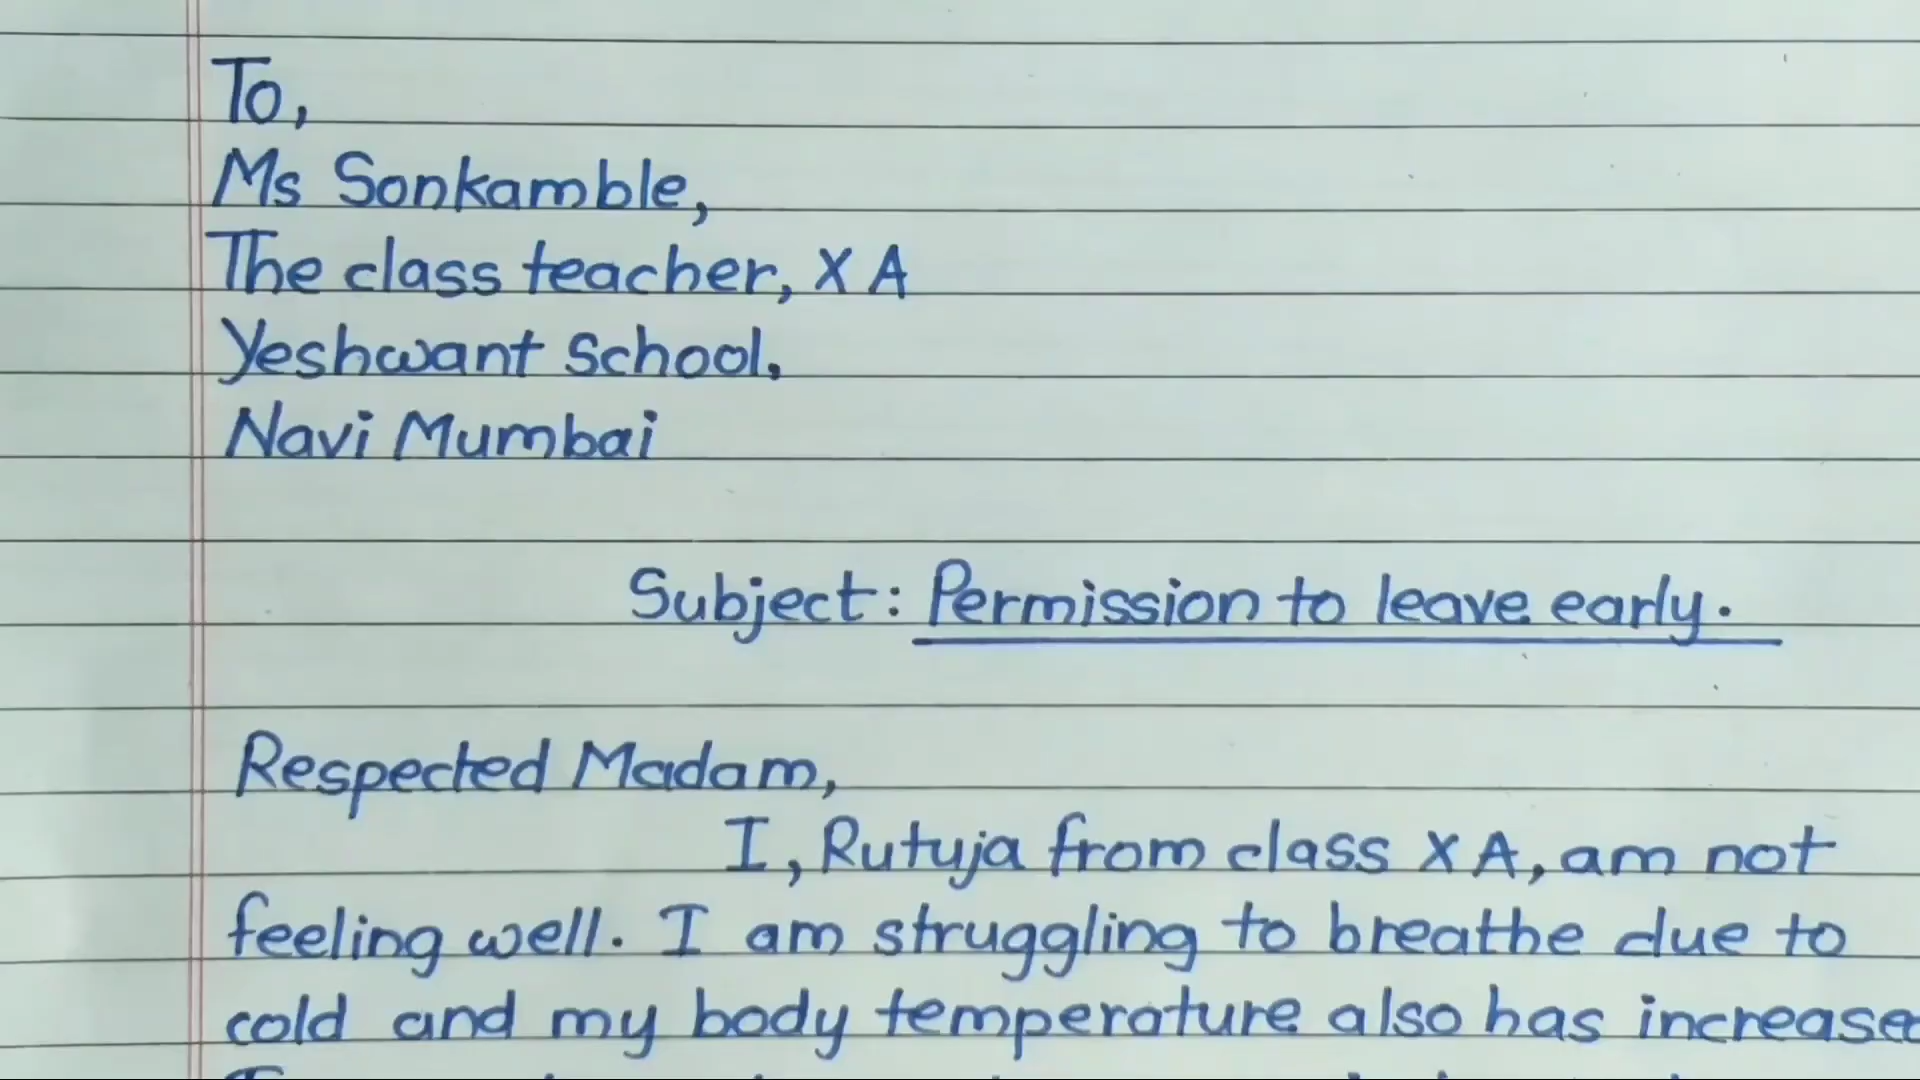 To,
Ms Sonkamble,
The class teacher, X A
Yeshwant School,
Navi Mumbai
Subject: Permission to leave early.
Respected Madam,
I, Rutuja from class X A, am not
feeling well. I am struggling to breathe due to
cold and my body temperature also has increase